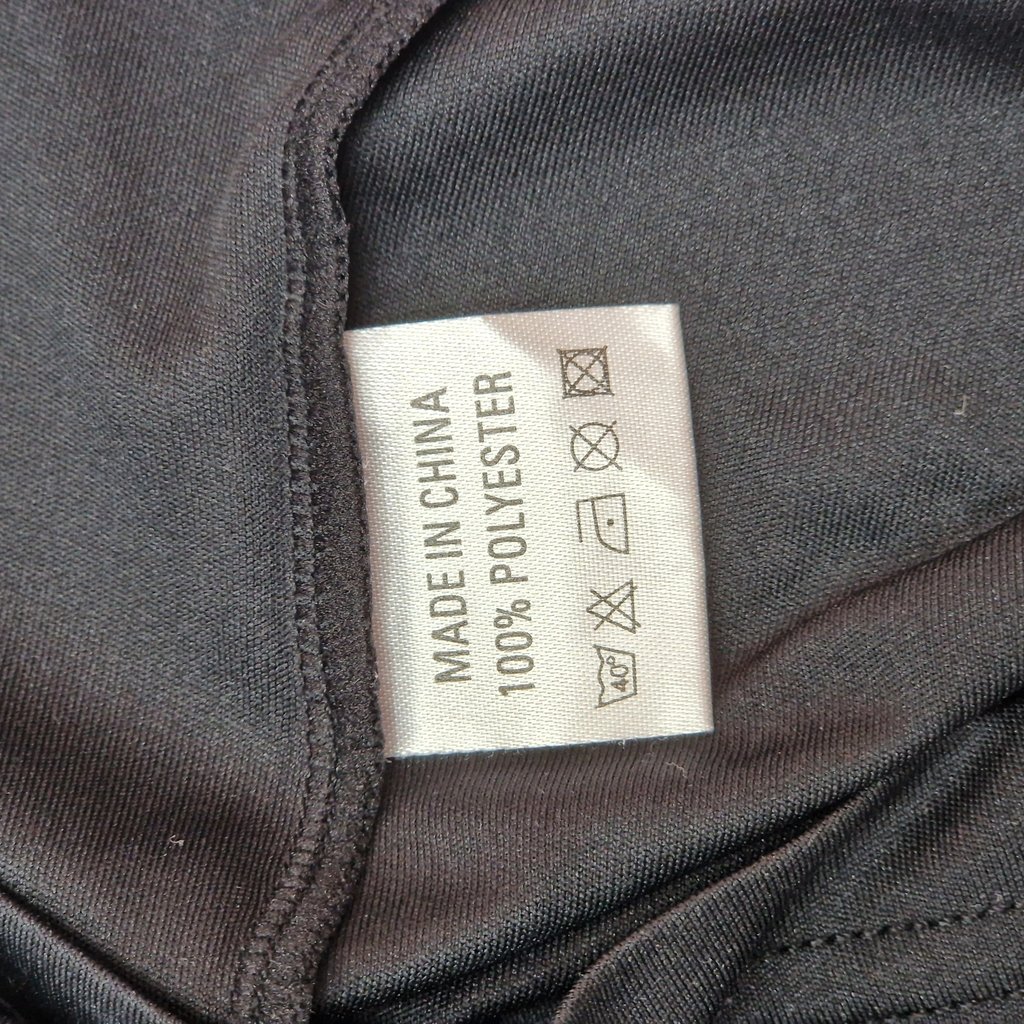 MADE IN CHINA
100% POLYESTER
40°